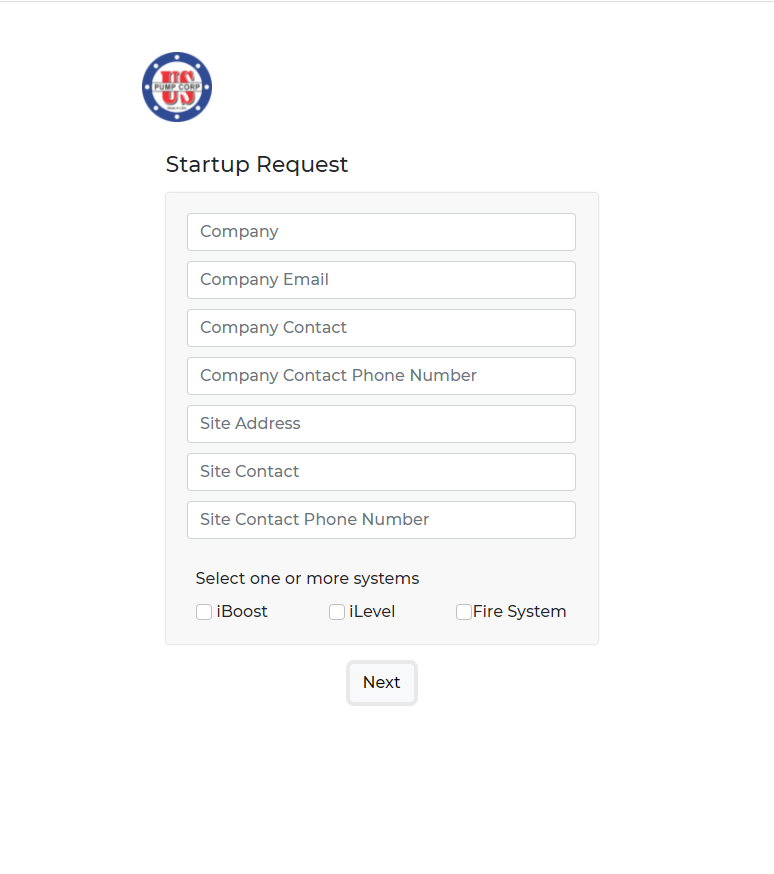 US
PUMP CORP
Startup Request
Company
Company Email
Company Contact
Company Contact Phone Number
Site Address
Site Contact
Site Contact Phone Number
Select one or more systems
iBoost
iLevel
Fire System
Next